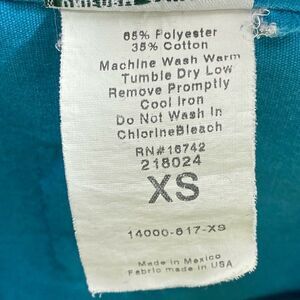 65% Polyester
35% Cotton
Machine Wash Warm
Tumble Dry Low
Remove Promptly
Cool Iron
Do Not Wash In
ChlorineBleach
RN#16742
218024
XS
14000-617-XS
Made in Mexico
Fabric made in USA